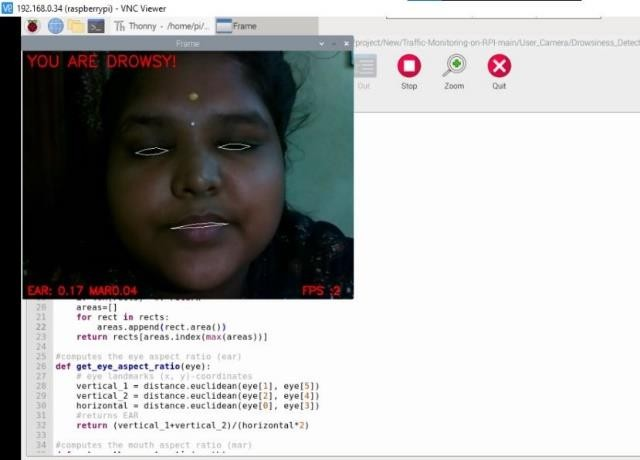 192.168.0.34 (raspberrypi) - VNC Viewer
Thonny - /home/pi/...
Frame
Frame
project/New/Traffic-Monitoring-on-RPI-main/User_Camera/Drowsiness_Detect
YOU ARE DROWSY!
Out
Stop
Zoom
Quit
EAR: 0.17 MAR0.04
FPS :2
20 areas=[]
21 for rect in rects:
22 areas.append(rect.area())
23 return rects[areas.index(max(areas))]
24
25 #computes the eye aspect ratio (ear)
26 def get_eye_aspect_ratio(eye):
27 # eye landmarks (x, y)-coordinates
28 vertical_1 = distance.euclidean(eye[1], eye[5])
29 vertical_2 = distance.euclidean(eye[2], eye[4])
30 horizontal = distance.euclidean(eye[0], eye[3])
31 #returns EAR
32 return (vertical_1+vertical_2)/(horizontal*2)
33
34 #computes the mouth aspect ratio (mar)